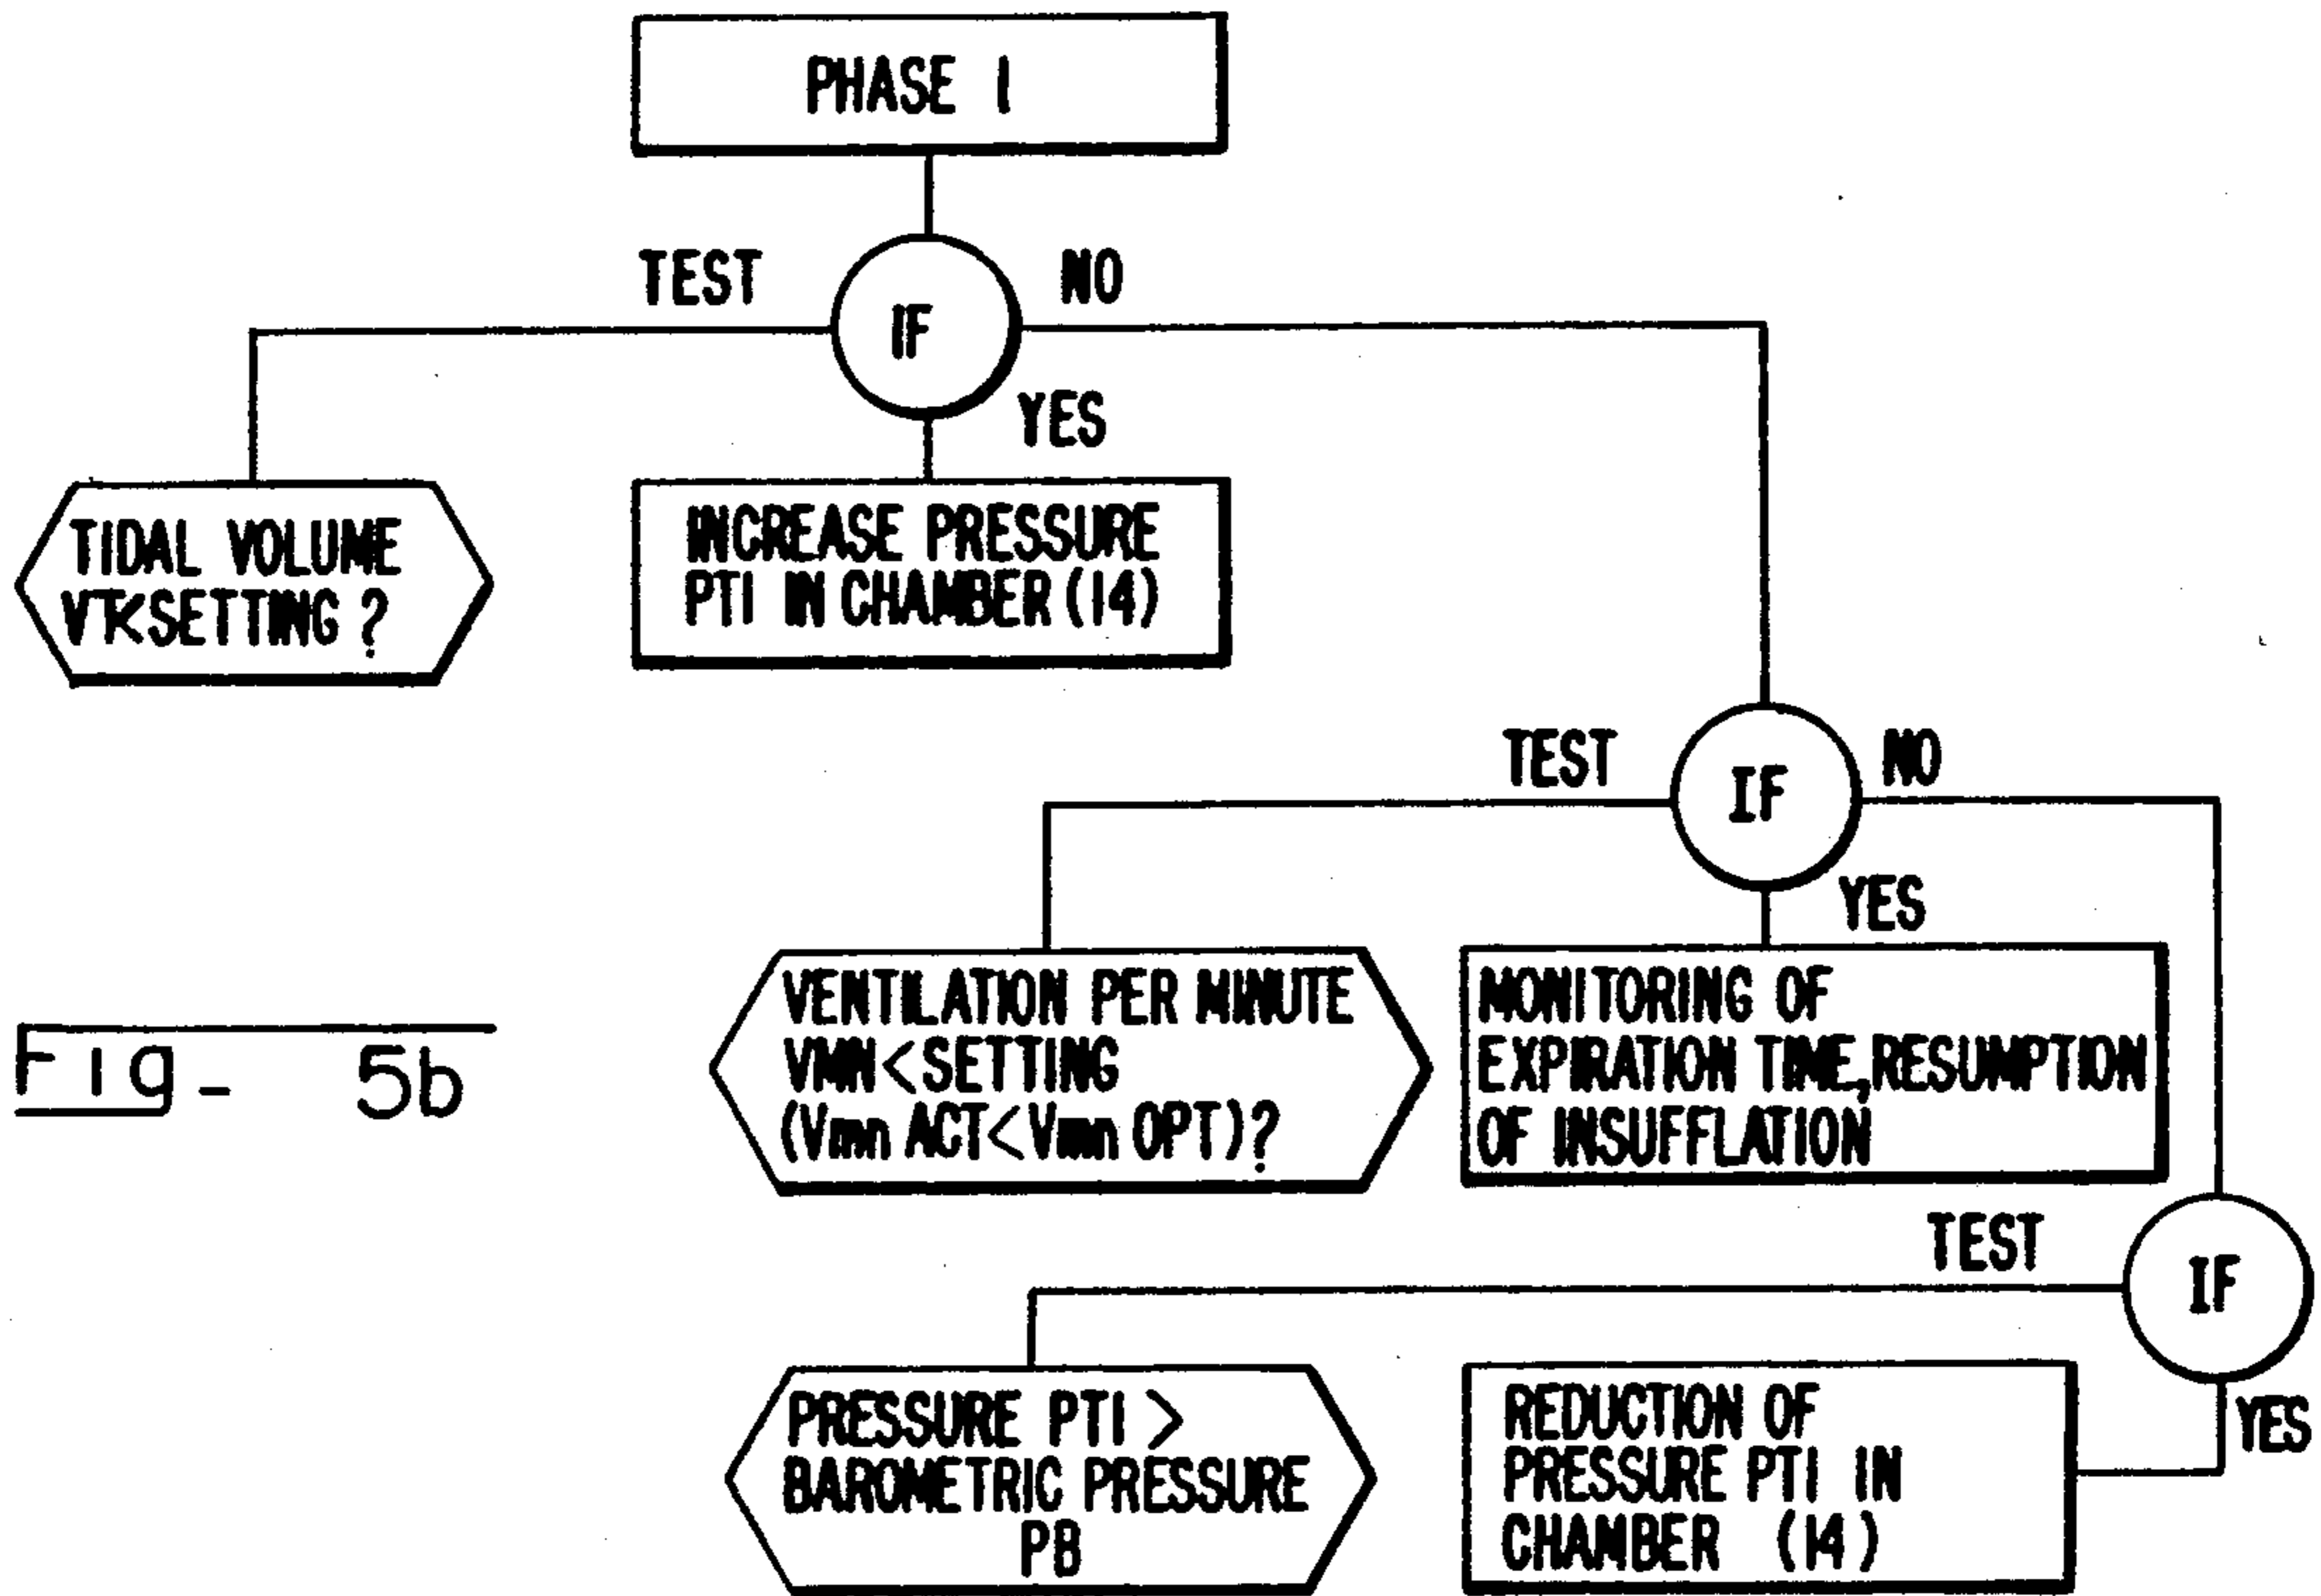 PHASE 1
TEST
NO
IF
YES
TIDAL VOLUME
VT<SETTING ?
INCREASE PRESSURE
PTI IN CHAMBER (14)
TEST
NO
IF
YES
VENTILATION PER MINUTE
VMN<SETTING
(Vmn ACT<Vmn OPT)?
MONITORING OF
EXPIRATION TIME,RESUMPTION
OF INSUFFLATION
Fig- 5b
TEST
IF
YES
PRESSURE PTI >
BAROMETRIC PRESSURE
PB
REDUCTION OF
PRESSURE PTI IN
CHAMBER (14)